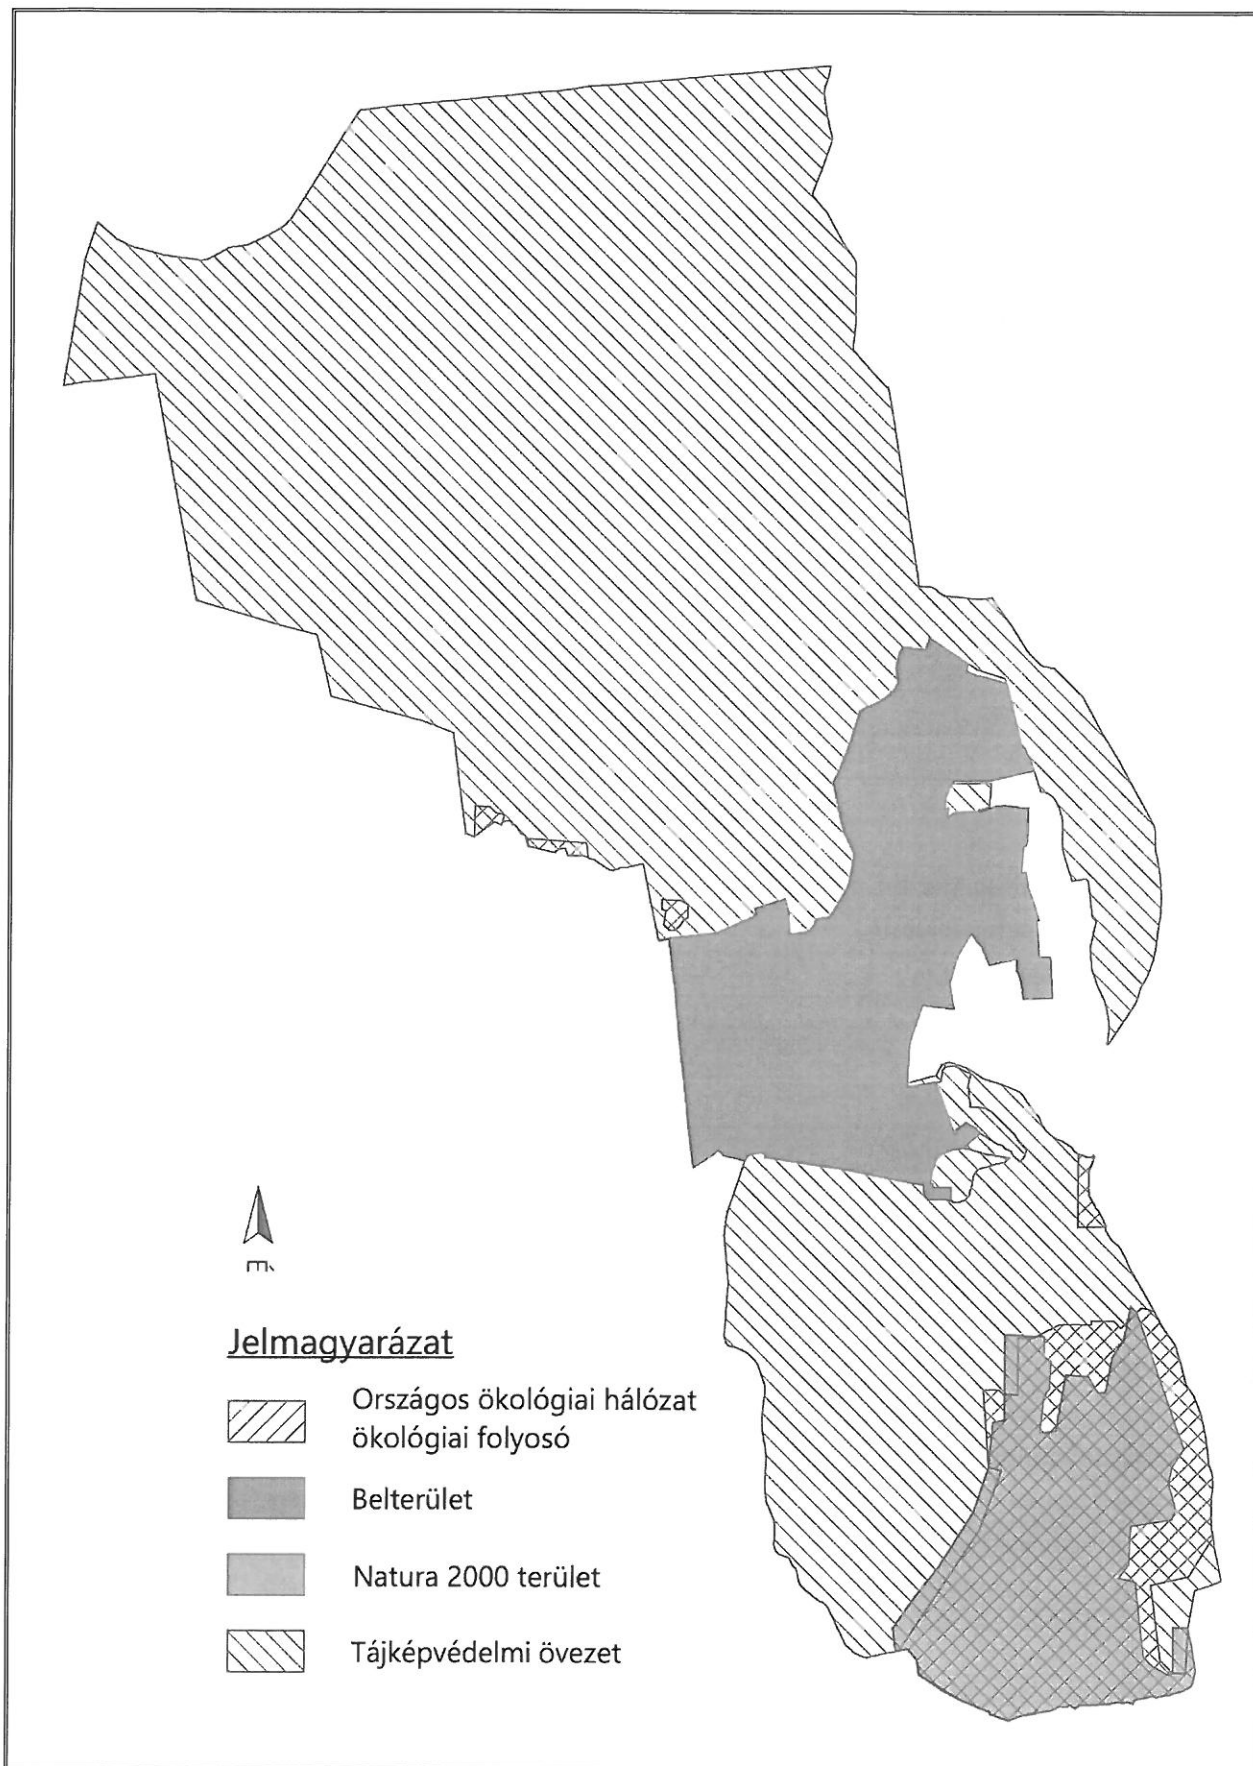 É
Jelmagyarázat
Országos ökológiai hálózat
ökológiai folyosó
Belterület
Natura 2000 terület
Tájképvédelmi övezet